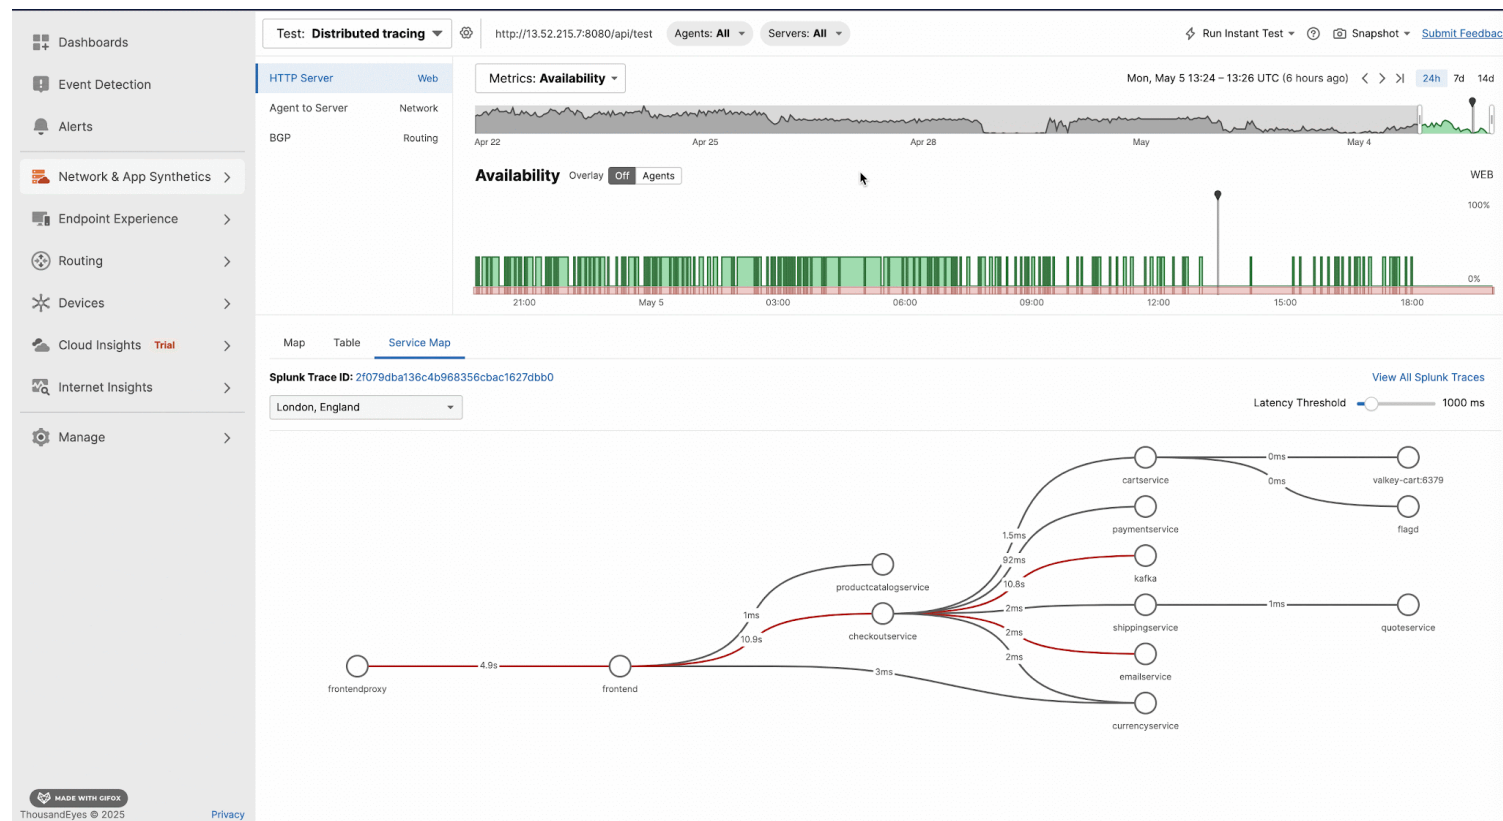 Dashboards
Event Detection
Alerts
Network & App Synthetics
Endpoint Experience
Routing
Devices
Cloud Insights Trial
Internet Insights
Manage
MADE WITH GIFOX
ThousandEyes © 2025 Privacy
Test: Distributed tracing http://13.52.215.7:8080/api/test Agents: All Servers: All Run Instant Test Snapshot Submit Feedbac
HTTP Server Web
Agent to Server Network
BGP Routing
Metrics: Availability Mon, May 5 13:24 – 13:26 UTC (6 hours ago) 24h 7d 14d
Apr 22 Apr 25 Apr 28 May May 4
Availability Overlay Off Agents WEB
100%
0%
21:00 May 5 03:00 06:00 09:00 12:00 15:00 18:00
Map Table Service Map
Splunk Trace ID: 2f079dba136c4b968356cbac1627dbb0 View All Splunk Traces
London, England Latency Threshold 1000 ms
0ms
cartservice valkey-cart:6379
0ms
paymentservice flagd
1.5ms
92ms
kafka
10.8s
productcatalogservice
2ms 1ms
1ms
shippingservice quoteservice
2ms
checkoutservice
10.9s
2ms
4.9s
3ms
emailservice
frontendproxy frontend
currencyservice